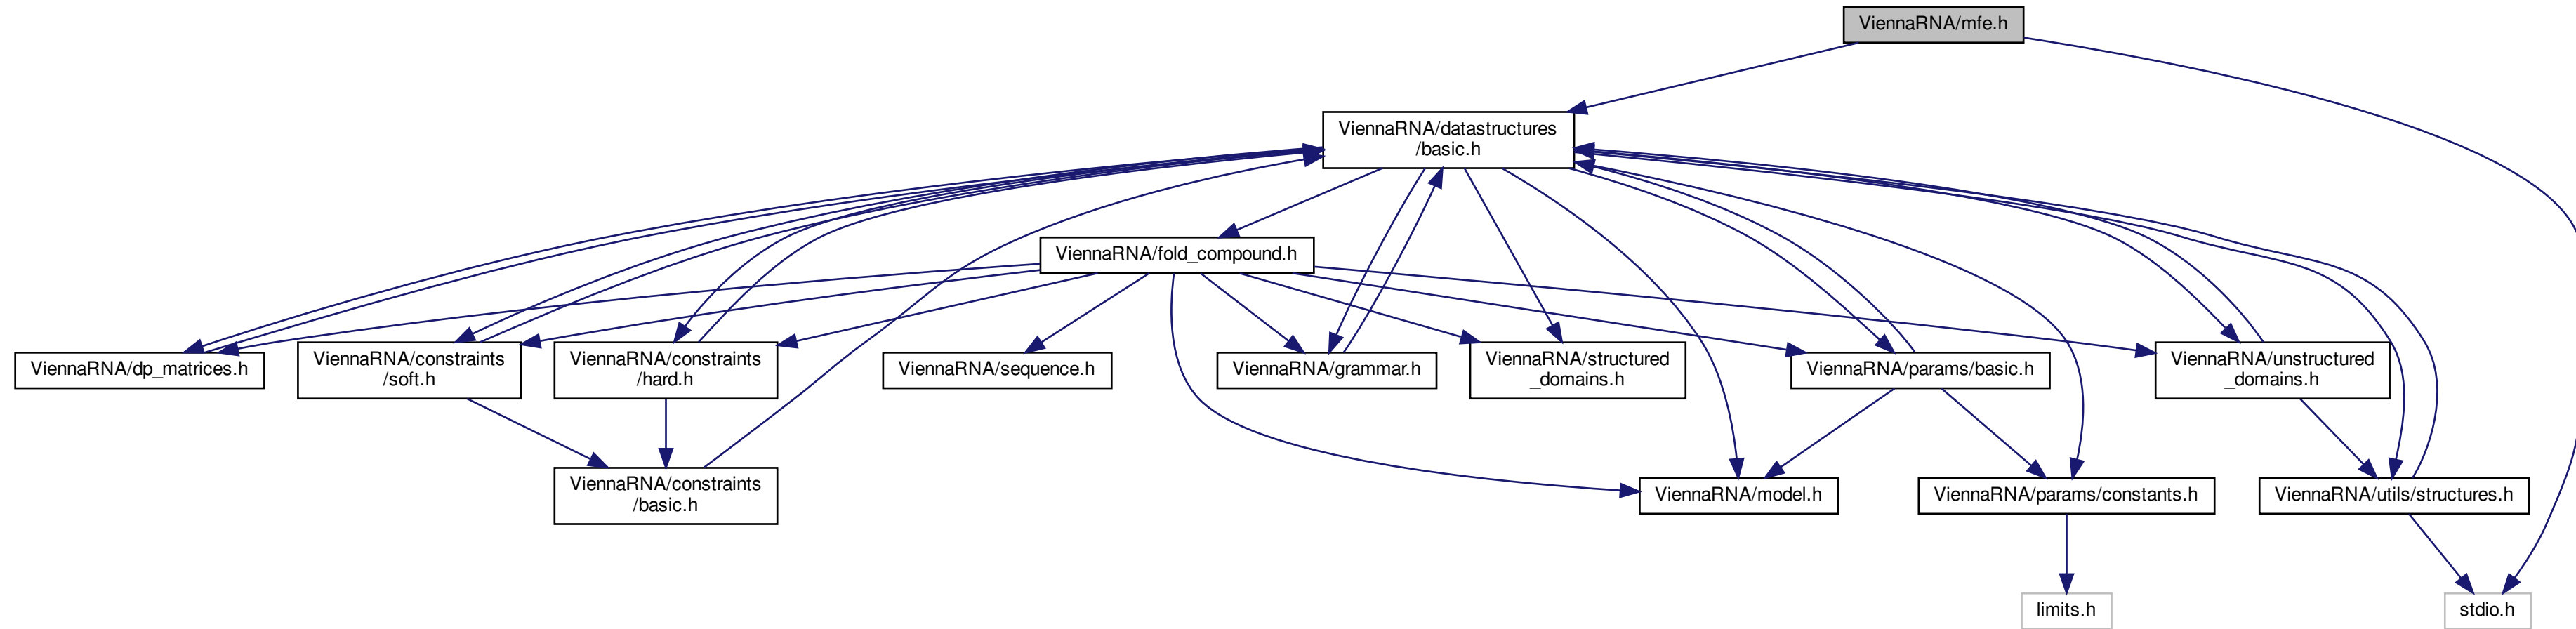 ViennaRNA/mfe.h
ViennaRNA/datastructures
/basic.h
ViennaRNA/fold_compound.h
ViennaRNA/dp_matrices.h
ViennaRNA/constraints
/soft.h
ViennaRNA/constraints
/hard.h
ViennaRNA/sequence.h
ViennaRNA/grammar.h
ViennaRNA/structured
_domains.h
ViennaRNA/params/basic.h
ViennaRNA/unstructured
_domains.h
ViennaRNA/constraints
/basic.h
ViennaRNA/model.h
ViennaRNA/params/constants.h
ViennaRNA/utils/structures.h
limits.h
stdio.h